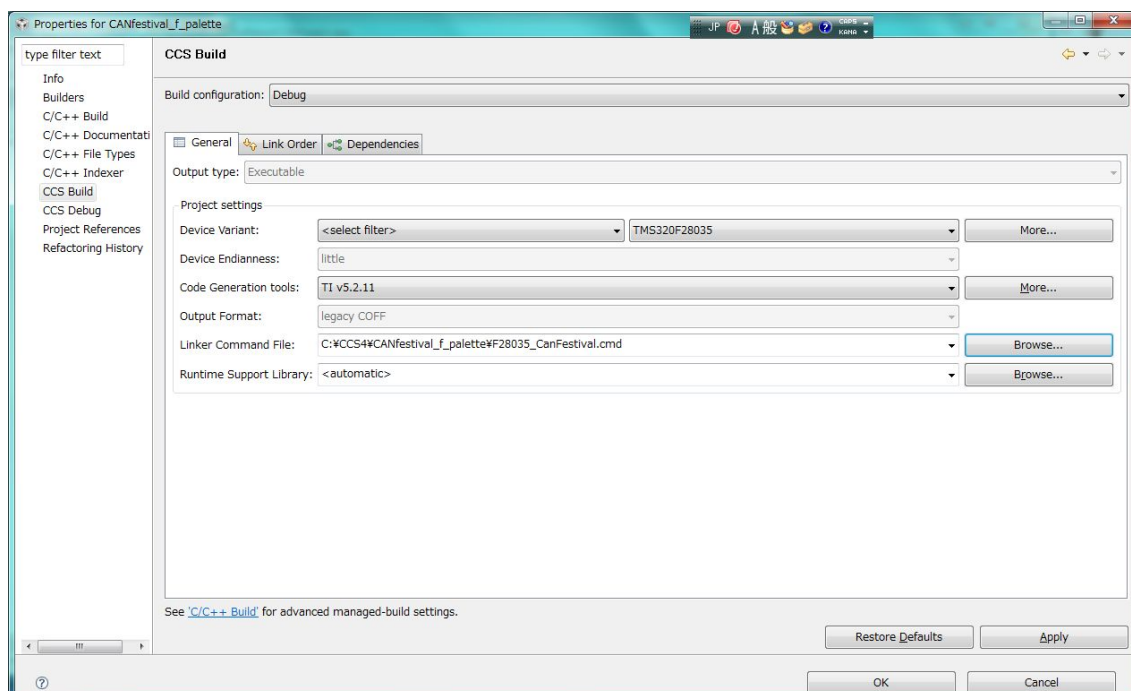 Properties for CANfestival_f_palette
JP A 般 CAPS KANA
type filter text
Info
Builders
C/C++ Build
C/C++ Documentati
C/C++ File Types
C/C++ Indexer
CCS Build
CCS Debug
Project References
Refactoring History
CCS Build
Build configuration: Debug
General Link Order Dependencies
Output type: Executable
Project settings
Device Variant: <select filter> TMS320F28035 More...
Device Endianness: little
Code Generation tools: TI v5.2.11 More...
Output Format: legacy COFF
Linker Command File: C:¥CCS4¥CANfestival_f_palette¥F28035_CanFestival.cmd Browse...
Runtime Support Library: <automatic> Browse...
See 'C/C++ Build' for advanced managed-build settings.
Restore Defaults Apply
OK Cancel